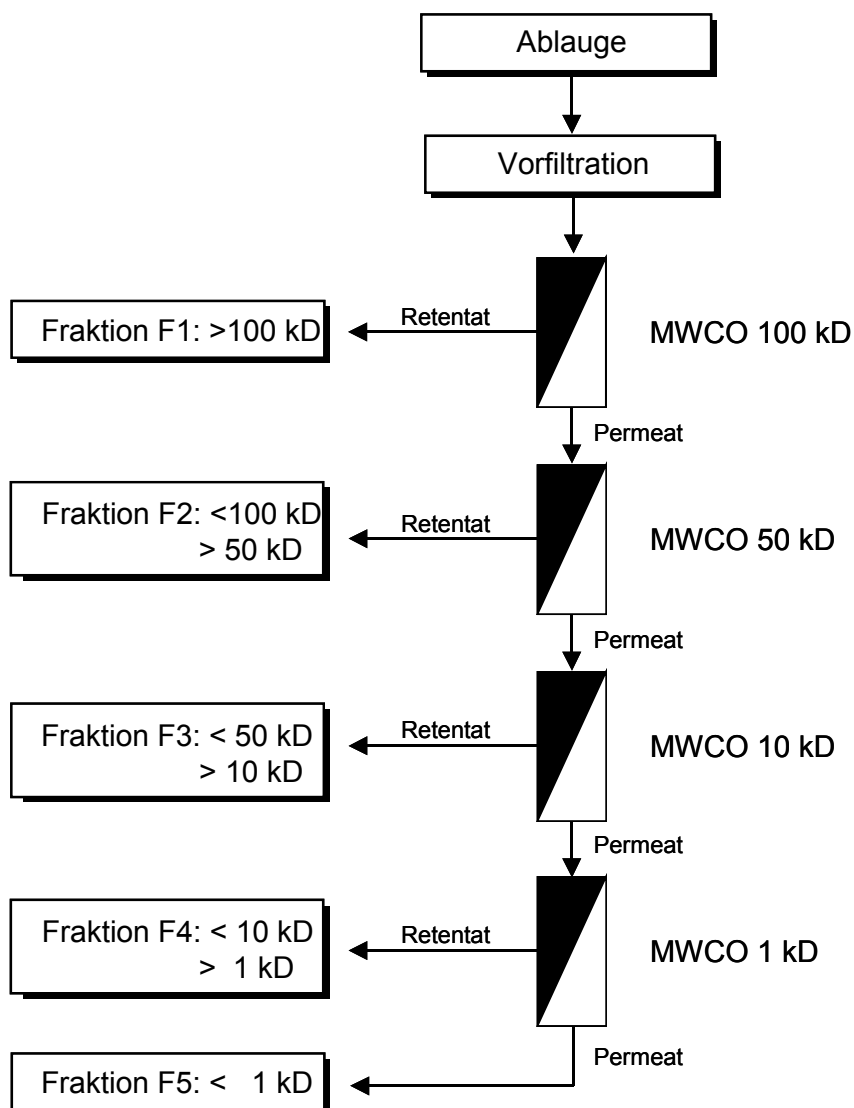 Ablauge
Vorfiltration
Fraktion F1: >100 kD
Retentat
MWCO 100 kD
Permeat
Fraktion F2: <100 kD
> 50 kD
Retentat
MWCO 50 kD
Permeat
Fraktion F3: < 50 kD
> 10 kD
Retentat
MWCO 10 kD
Permeat
Fraktion F4: < 10 kD
> 1 kD
Retentat
MWCO 1 kD
Permeat
Fraktion F5: < 1 kD